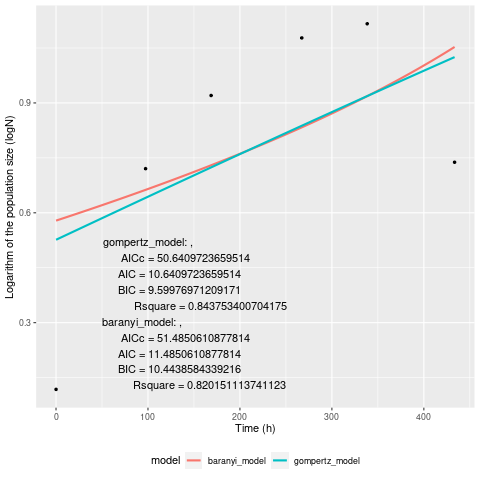 0.9
0.6
0.3
Logarithm of the population size (logN)
gompertz_model: ,
AICc = 50.6409723659514
AIC = 10.6409723659514
BIC = 9.59976971209171
Rsquare = 0.843753400704175
baranyi_model: ,
AICc = 51.4850610877814
AIC = 11.4850610877814
BIC = 10.4438584339216
Rsquare = 0.820151113741123
0 100 200 300 400
Time (h)
model baranyi_model gompertz_model